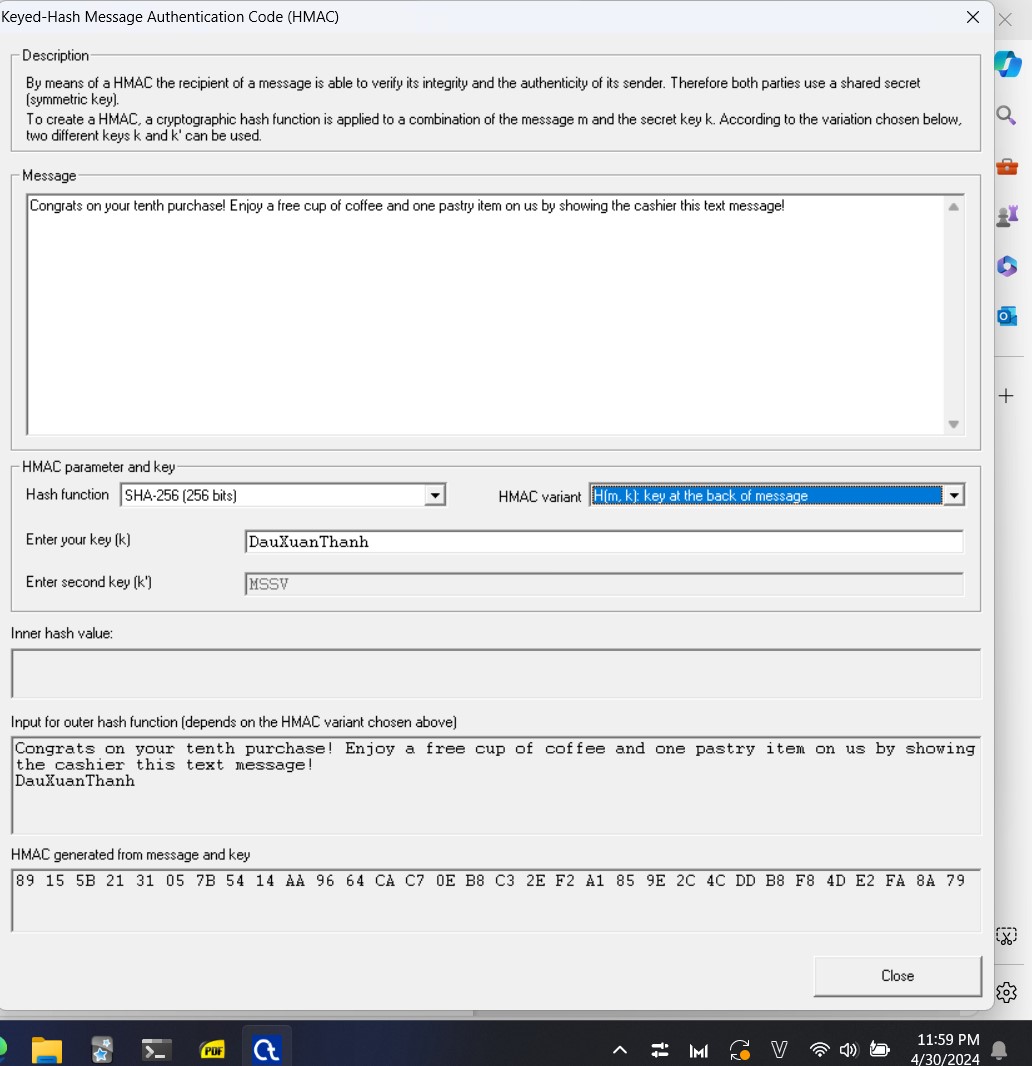 Keyed-Hash Message Authentication Code (HMAC)
Description
By means of a HMAC the recipient of a message is able to verify its integrity and the authenticity of its sender. Therefore both parties use a shared secret
(symmetric key).
To create a HMAC, a cryptographic hash function is applied to a combination of the message m and the secret key k. According to the variation chosen below,
two different keys k and k' can be used.
Message
Congrats on your tenth purchase! Enjoy a free cup of coffee and one pastry item on us by showing the cashier this text message!
HMAC parameter and key
Hash function SHA-256 (256 bits) HMAC variant H(m, k): key at the back of message
Enter your key (k) DauXuanThanh
Enter second key (k') MSSV
Inner hash value:
Input for outer hash function (depends on the HMAC variant chosen above)
Congrats on your tenth purchase! Enjoy a free cup of coffee and one pastry item on us by showing
the cashier this text message!
DauXuanThanh
HMAC generated from message and key
89 15 5B 21 31 05 7B 54 14 AA 96 64 CA C7 0E B8 C3 2E F2 A1 85 9E 2C 4C DD B8 F8 4D E2 FA 8A 79
Close
PDF
11:59 PM
4/30/2024